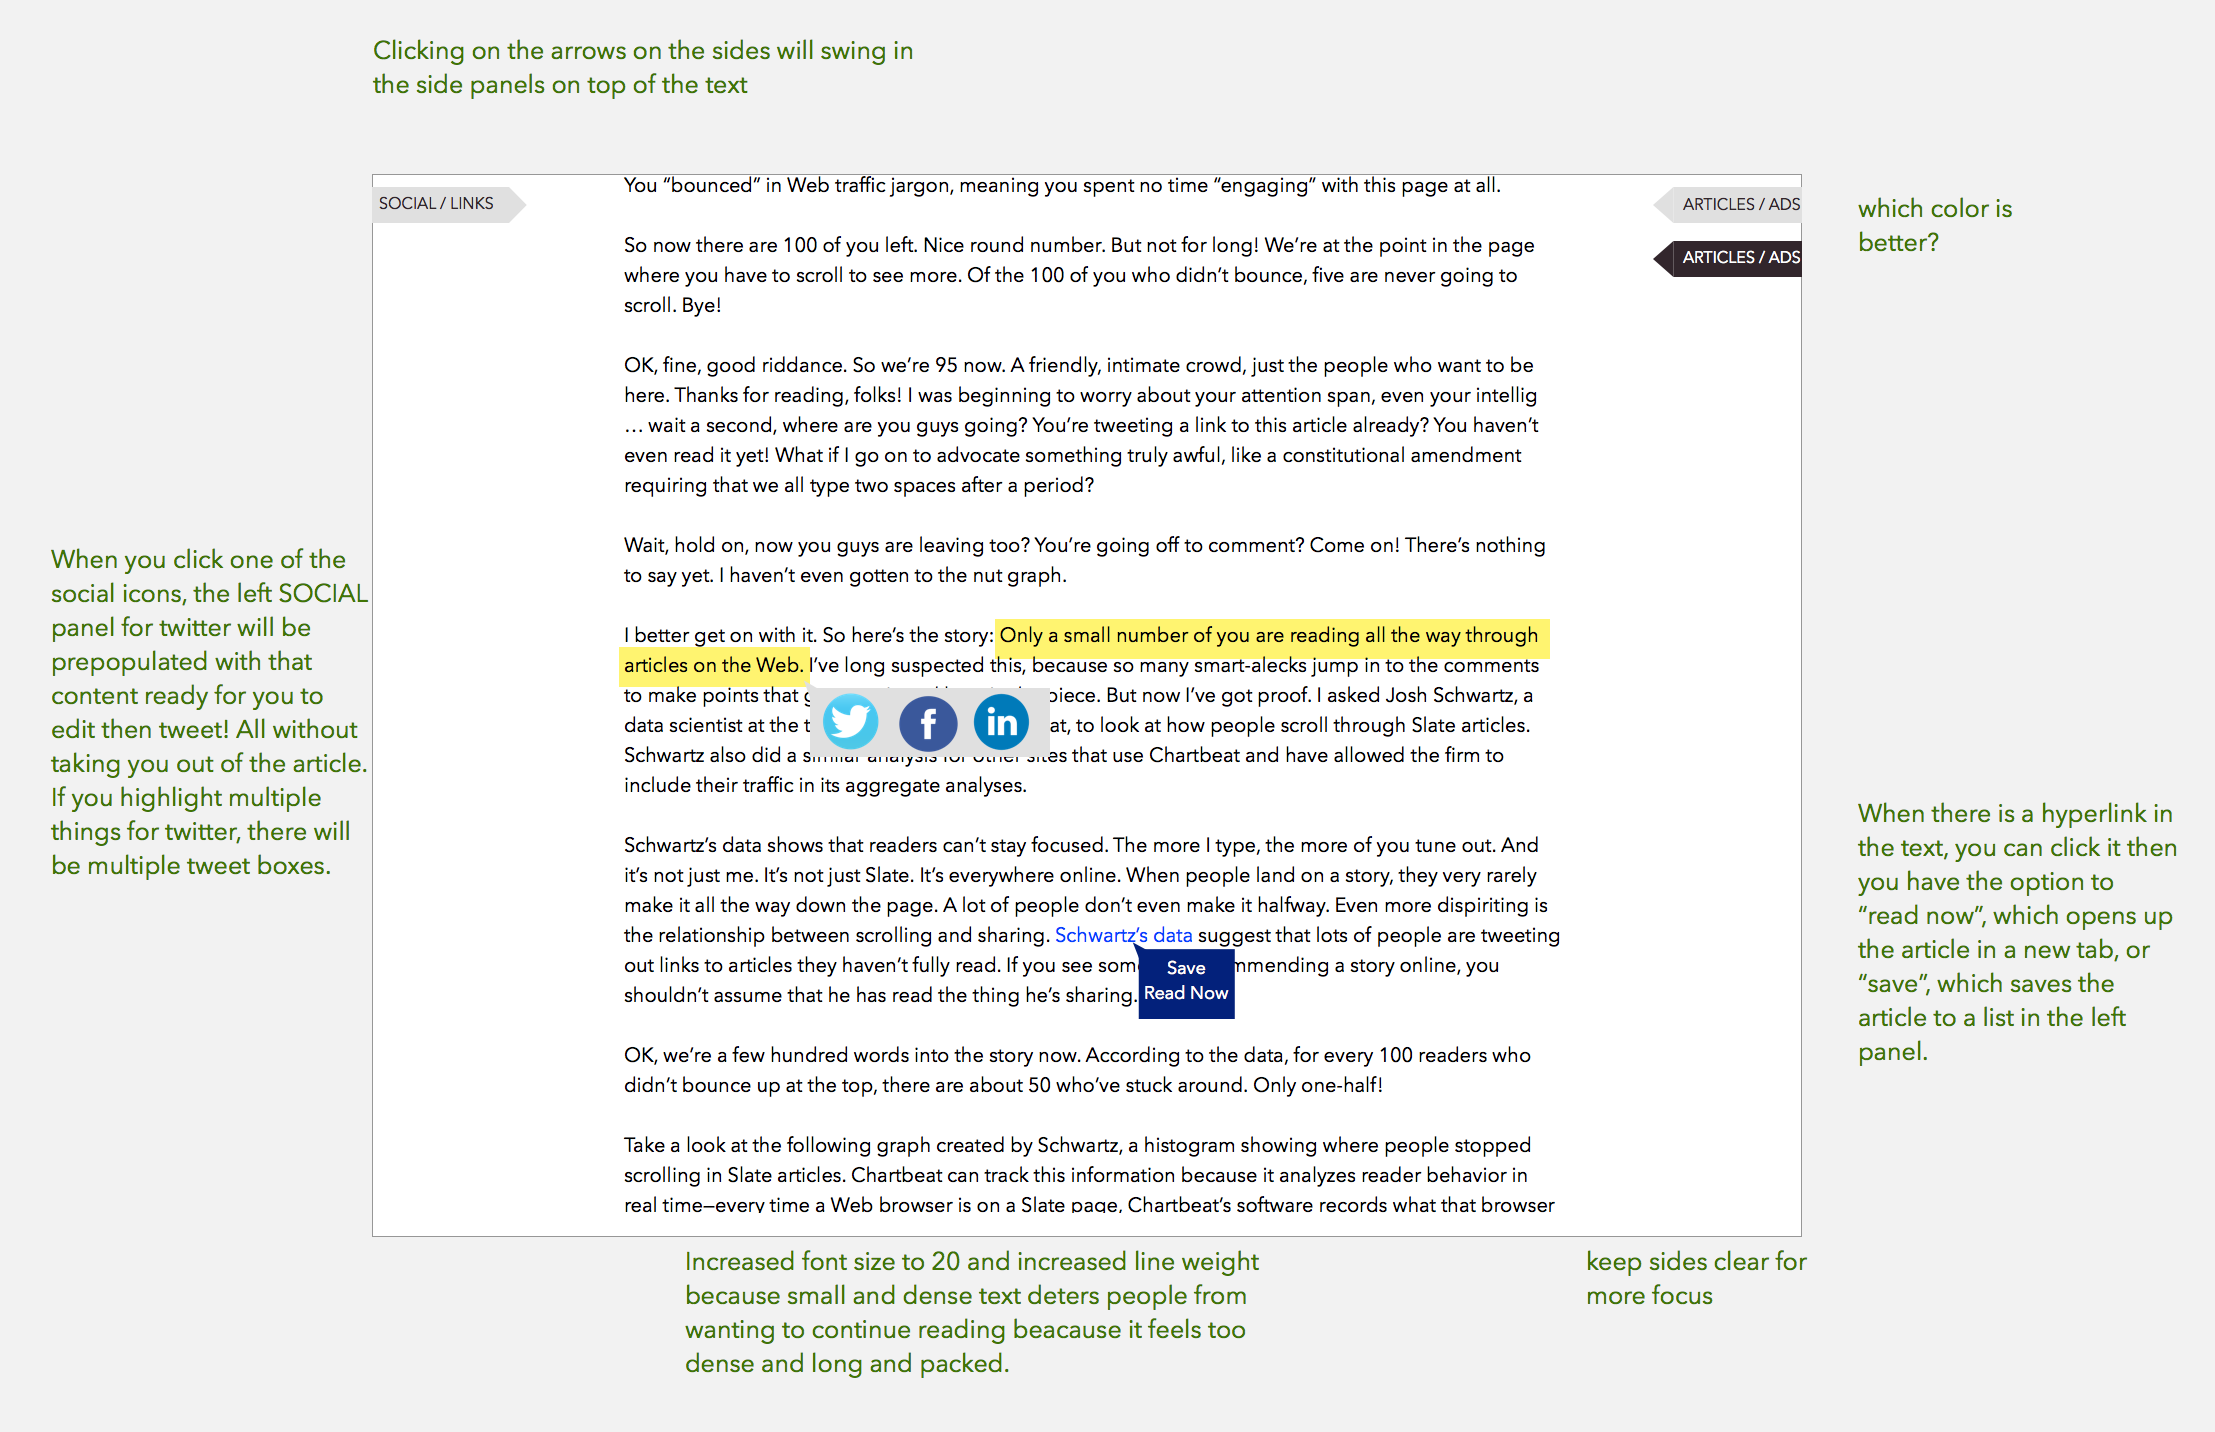 Clicking on the arrows on the sides will swing in
the side panels on top of the text
SOCIAL / LINKS
ARTICLES / ADS
ARTICLES / ADS
which color is
better?
You “bounced” in Web traffic jargon, meaning you spent no time “engaging” with this page at all.
So now there are 100 of you left. Nice round number. But not for long! We’re at the point in the page
where you have to scroll to see more. Of the 100 of you who didn’t bounce, five are never going to
scroll. Bye!
OK, fine, good riddance. So we’re 95 now. A friendly, intimate crowd, just the people who want to be
here. Thanks for reading, folks! I was beginning to worry about your attention span, even your intellig
… wait a second, where are you guys going? You’re tweeting a link to this article already? You haven’t
even read it yet! What if I go on to advocate something truly awful, like a constitutional amendment
requiring that we all type two spaces after a period?
Wait, hold on, now you guys are leaving too? You’re going off to comment? Come on! There’s nothing
to say yet. I haven’t even gotten to the nut graph.
I better get on with it. So here’s the story: Only a small number of you are reading all the way through
articles on the Web. I’ve long suspected this, because so many smart-alecks jump in to the comments
to make points that piece. But now I’ve got proof. I asked Josh Schwartz, a
data scientist at the t at, to look at how people scroll through Slate articles.
Schwartz also did a similar analysis for other sites that use Chartbeat and have allowed the firm to
include their traffic in its aggregate analyses.
f
in
Schwartz’s data shows that readers can’t stay focused. The more I type, the more of you tune out. And
it’s not just me. It’s not just Slate. It’s everywhere online. When people land on a story, they very rarely
make it all the way down the page. A lot of people don’t even make it halfway. Even more dispiriting is
the relationship between scrolling and sharing. Schwartz’s data suggest that lots of people are tweeting
out links to articles they haven’t fully read. If you see som mmending a story online, you
shouldn’t assume that he has read the thing he’s sharing.
Save
Read Now
OK, we’re a few hundred words into the story now. According to the data, for every 100 readers who
didn’t bounce up at the top, there are about 50 who’ve stuck around. Only one-half!
Take a look at the following graph created by Schwartz, a histogram showing where people stopped
scrolling in Slate articles. Chartbeat can track this information because it analyzes reader behavior in
real time—every time a Web browser is on a Slate page, Chartbeat’s software records what that browser
When you click one of the
social icons, the left SOCIAL
panel for twitter will be
prepopulated with that
content ready for you to
edit then tweet! All without
taking you out of the article.
If you highlight multiple
things for twitter, there will
be multiple tweet boxes.
When there is a hyperlink in
the text, you can click it then
you have the option to
“read now”, which opens up
the article in a new tab, or
“save”, which saves the
article to a list in the left
panel.
Increased font size to 20 and increased line weight
because small and dense text deters people from
wanting to continue reading beacause it feels too
dense and long and packed.
keep sides clear for
more focus